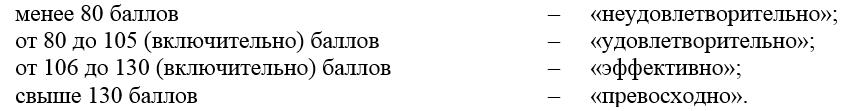 менее 80 баллов – «неудовлетворительно»;
от 80 до 105 (включительно) баллов – «удовлетворительно»;
от 106 до 130 (включительно) баллов – «эффективно»;
свыше 130 баллов – «превосходно».